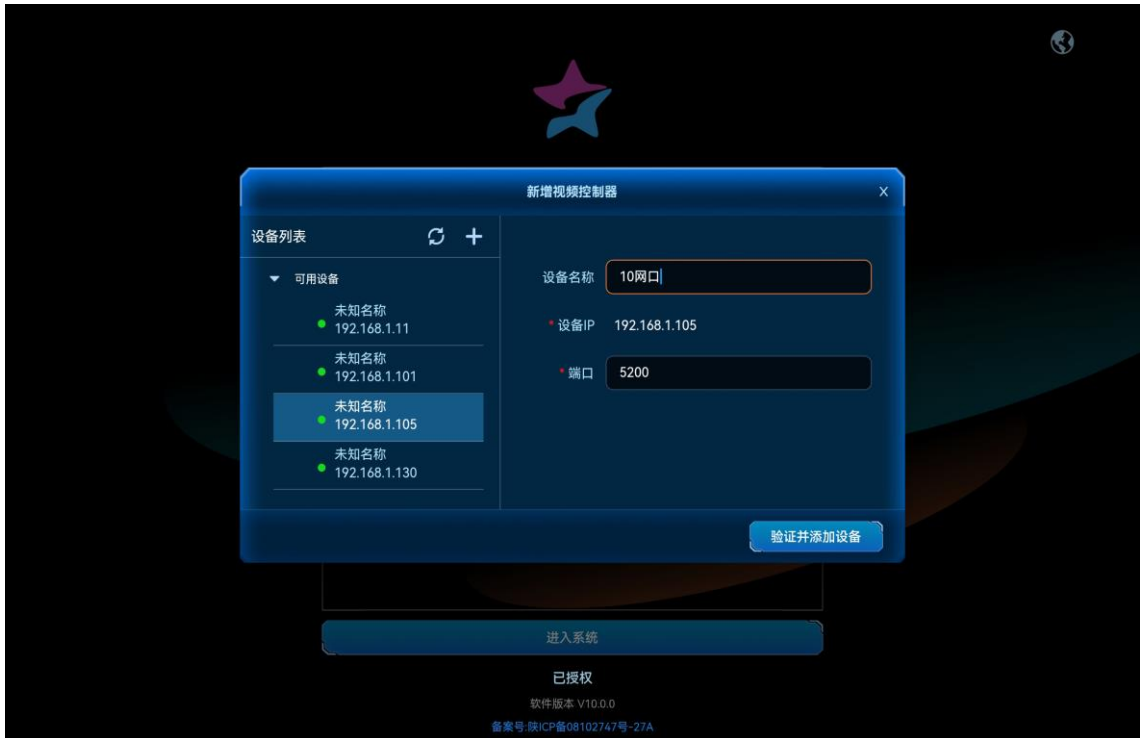 新增视频控制器 X
设备列表
可用设备
未知名称
192.168.1.11
未知名称
192.168.1.101
未知名称
192.168.1.105
未知名称
192.168.1.130
设备名称 10网口
* 设备IP 192.168.1.105
* 端口 5200
验证并添加设备
进入系统
已授权
软件版本 V10.0.0
备案号:陕ICP备08102747号-27A